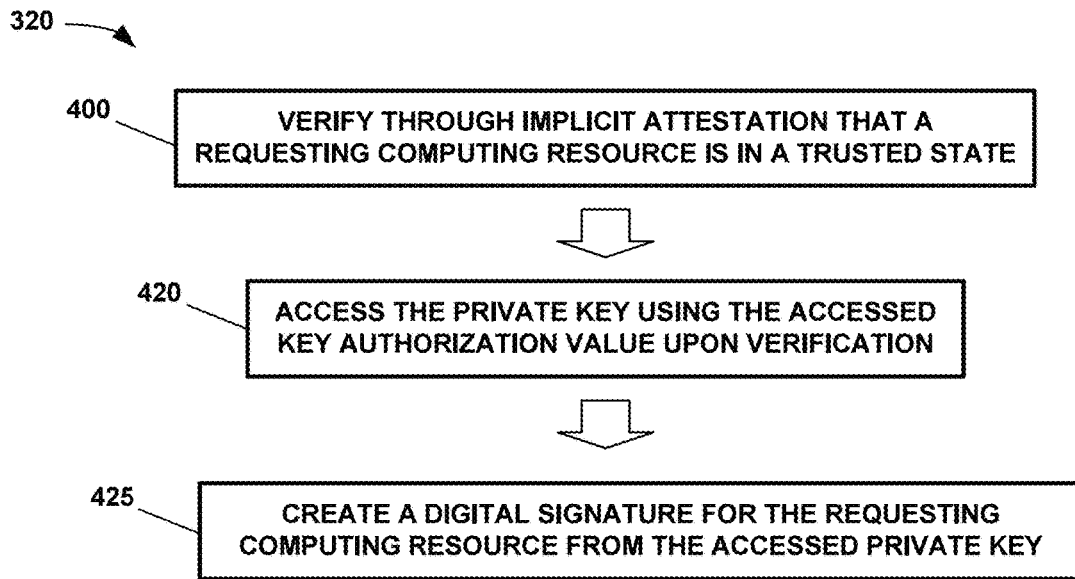 320
400
VERIFY THROUGH IMPLICIT ATTESTATION THAT A
REQUESTING COMPUTING RESOURCE IS IN A TRUSTED STATE
420
ACCESS THE PRIVATE KEY USING THE ACCESSED
KEY AUTHORIZATION VALUE UPON VERIFICATION
425
CREATE A DIGITAL SIGNATURE FOR THE REQUESTING
COMPUTING RESOURCE FROM THE ACCESSED PRIVATE KEY